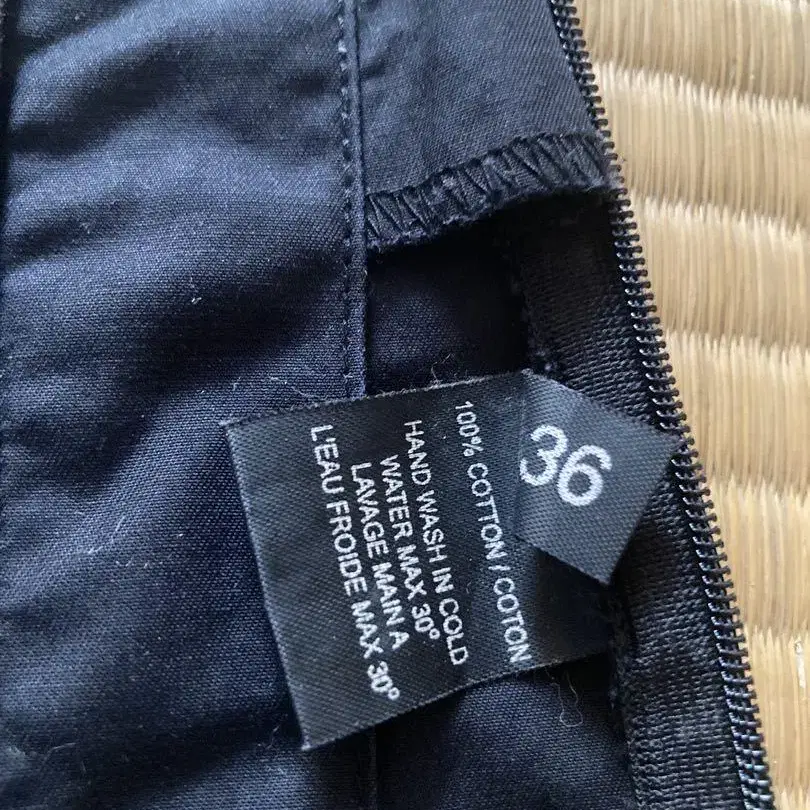 36
100% COTTON / COTON
HAND WASH IN COLD
WATER MAX 30°
LAVAGE MAIN A
L'EAU FROIDE MAX 30°